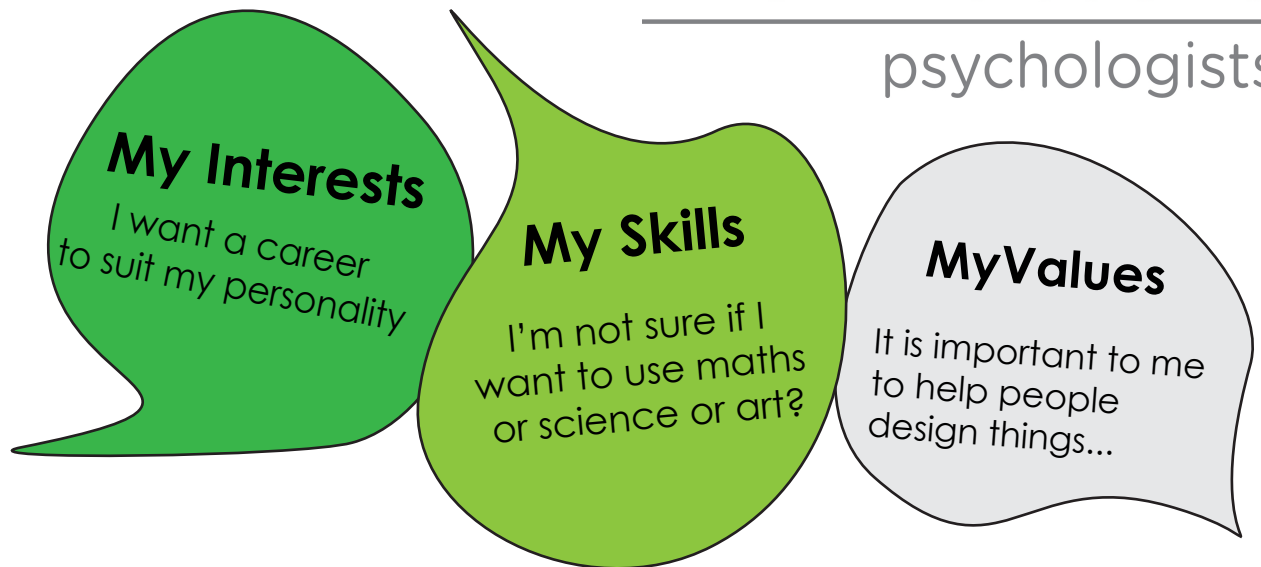 psychologists
My Interests
I want a career
to suit my personality
My Skills
I'm not sure if I
want to use maths
or science or art?
MyValues
It is important to me
to help people
design things...